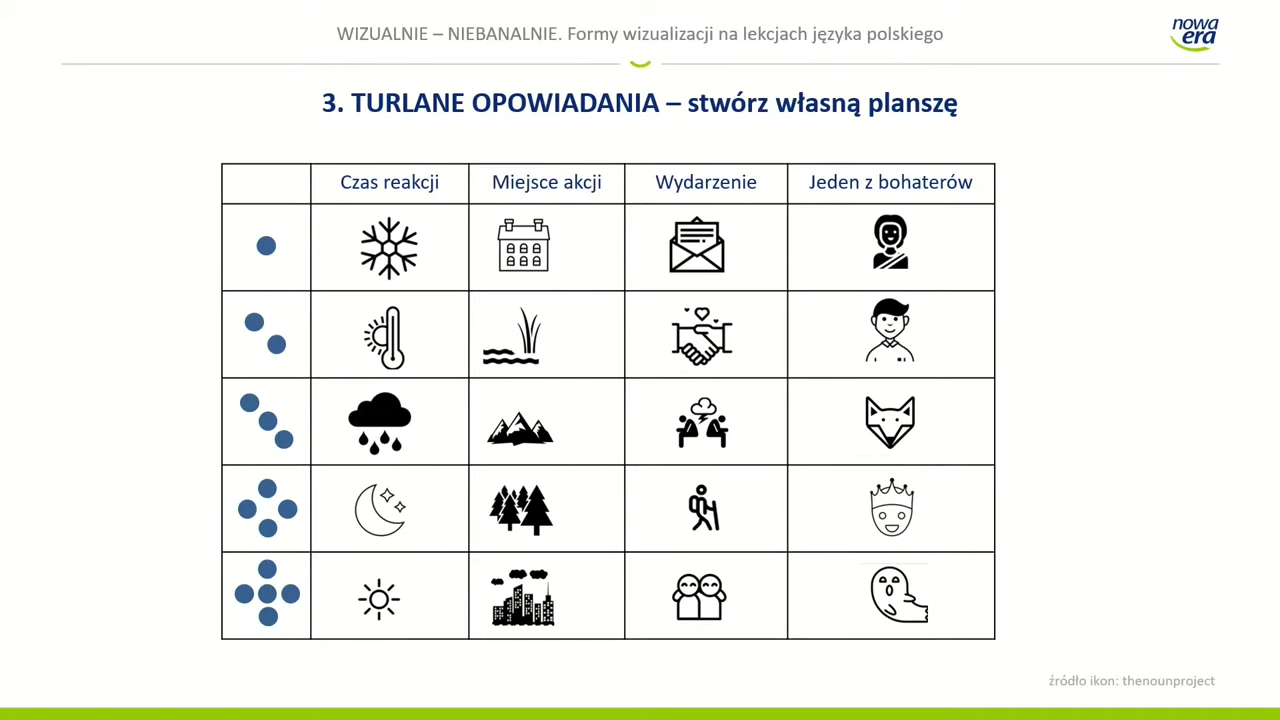 WIZUALNIE – NIEBANALNIE. Formy wizualizacji na lekcjach języka polskiego
nowa
era
3. TURLANE OPOWIADANIA – stwórz własną planszę
Czas reakcji
Miejsce akcji
Wydarzenie
Jeden z bohaterów
źródło ikon: thenounproject